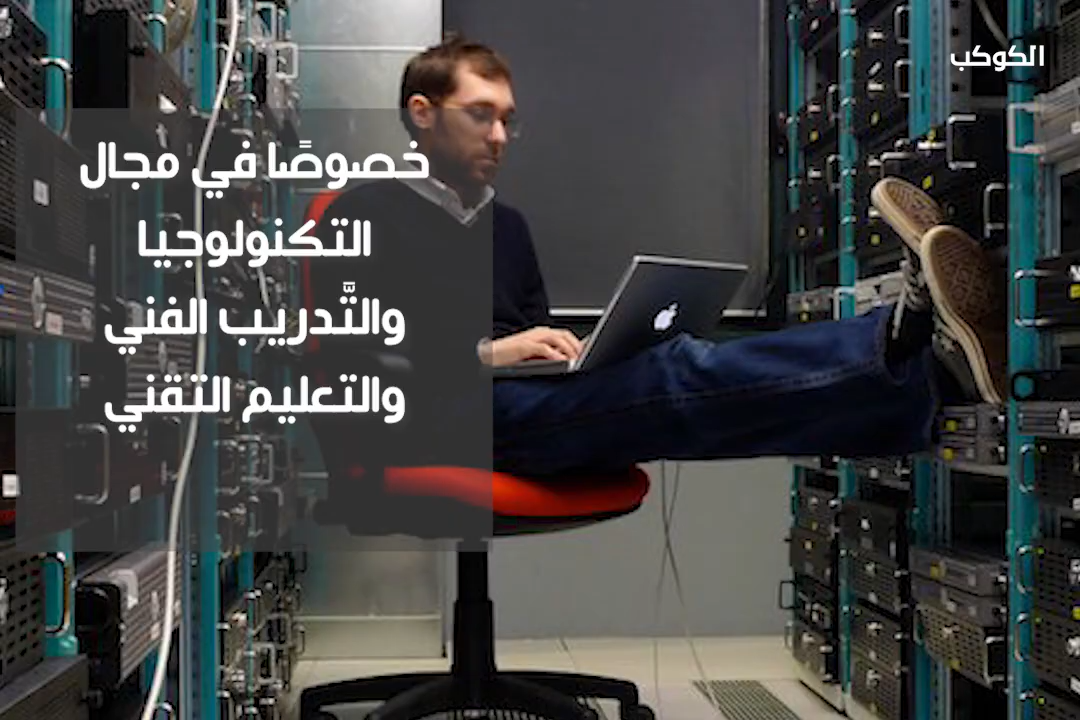 الكوكب
خصوصًا في مجال
التكنولوجيا
والتَّدريب الفني
والتعليم التقني